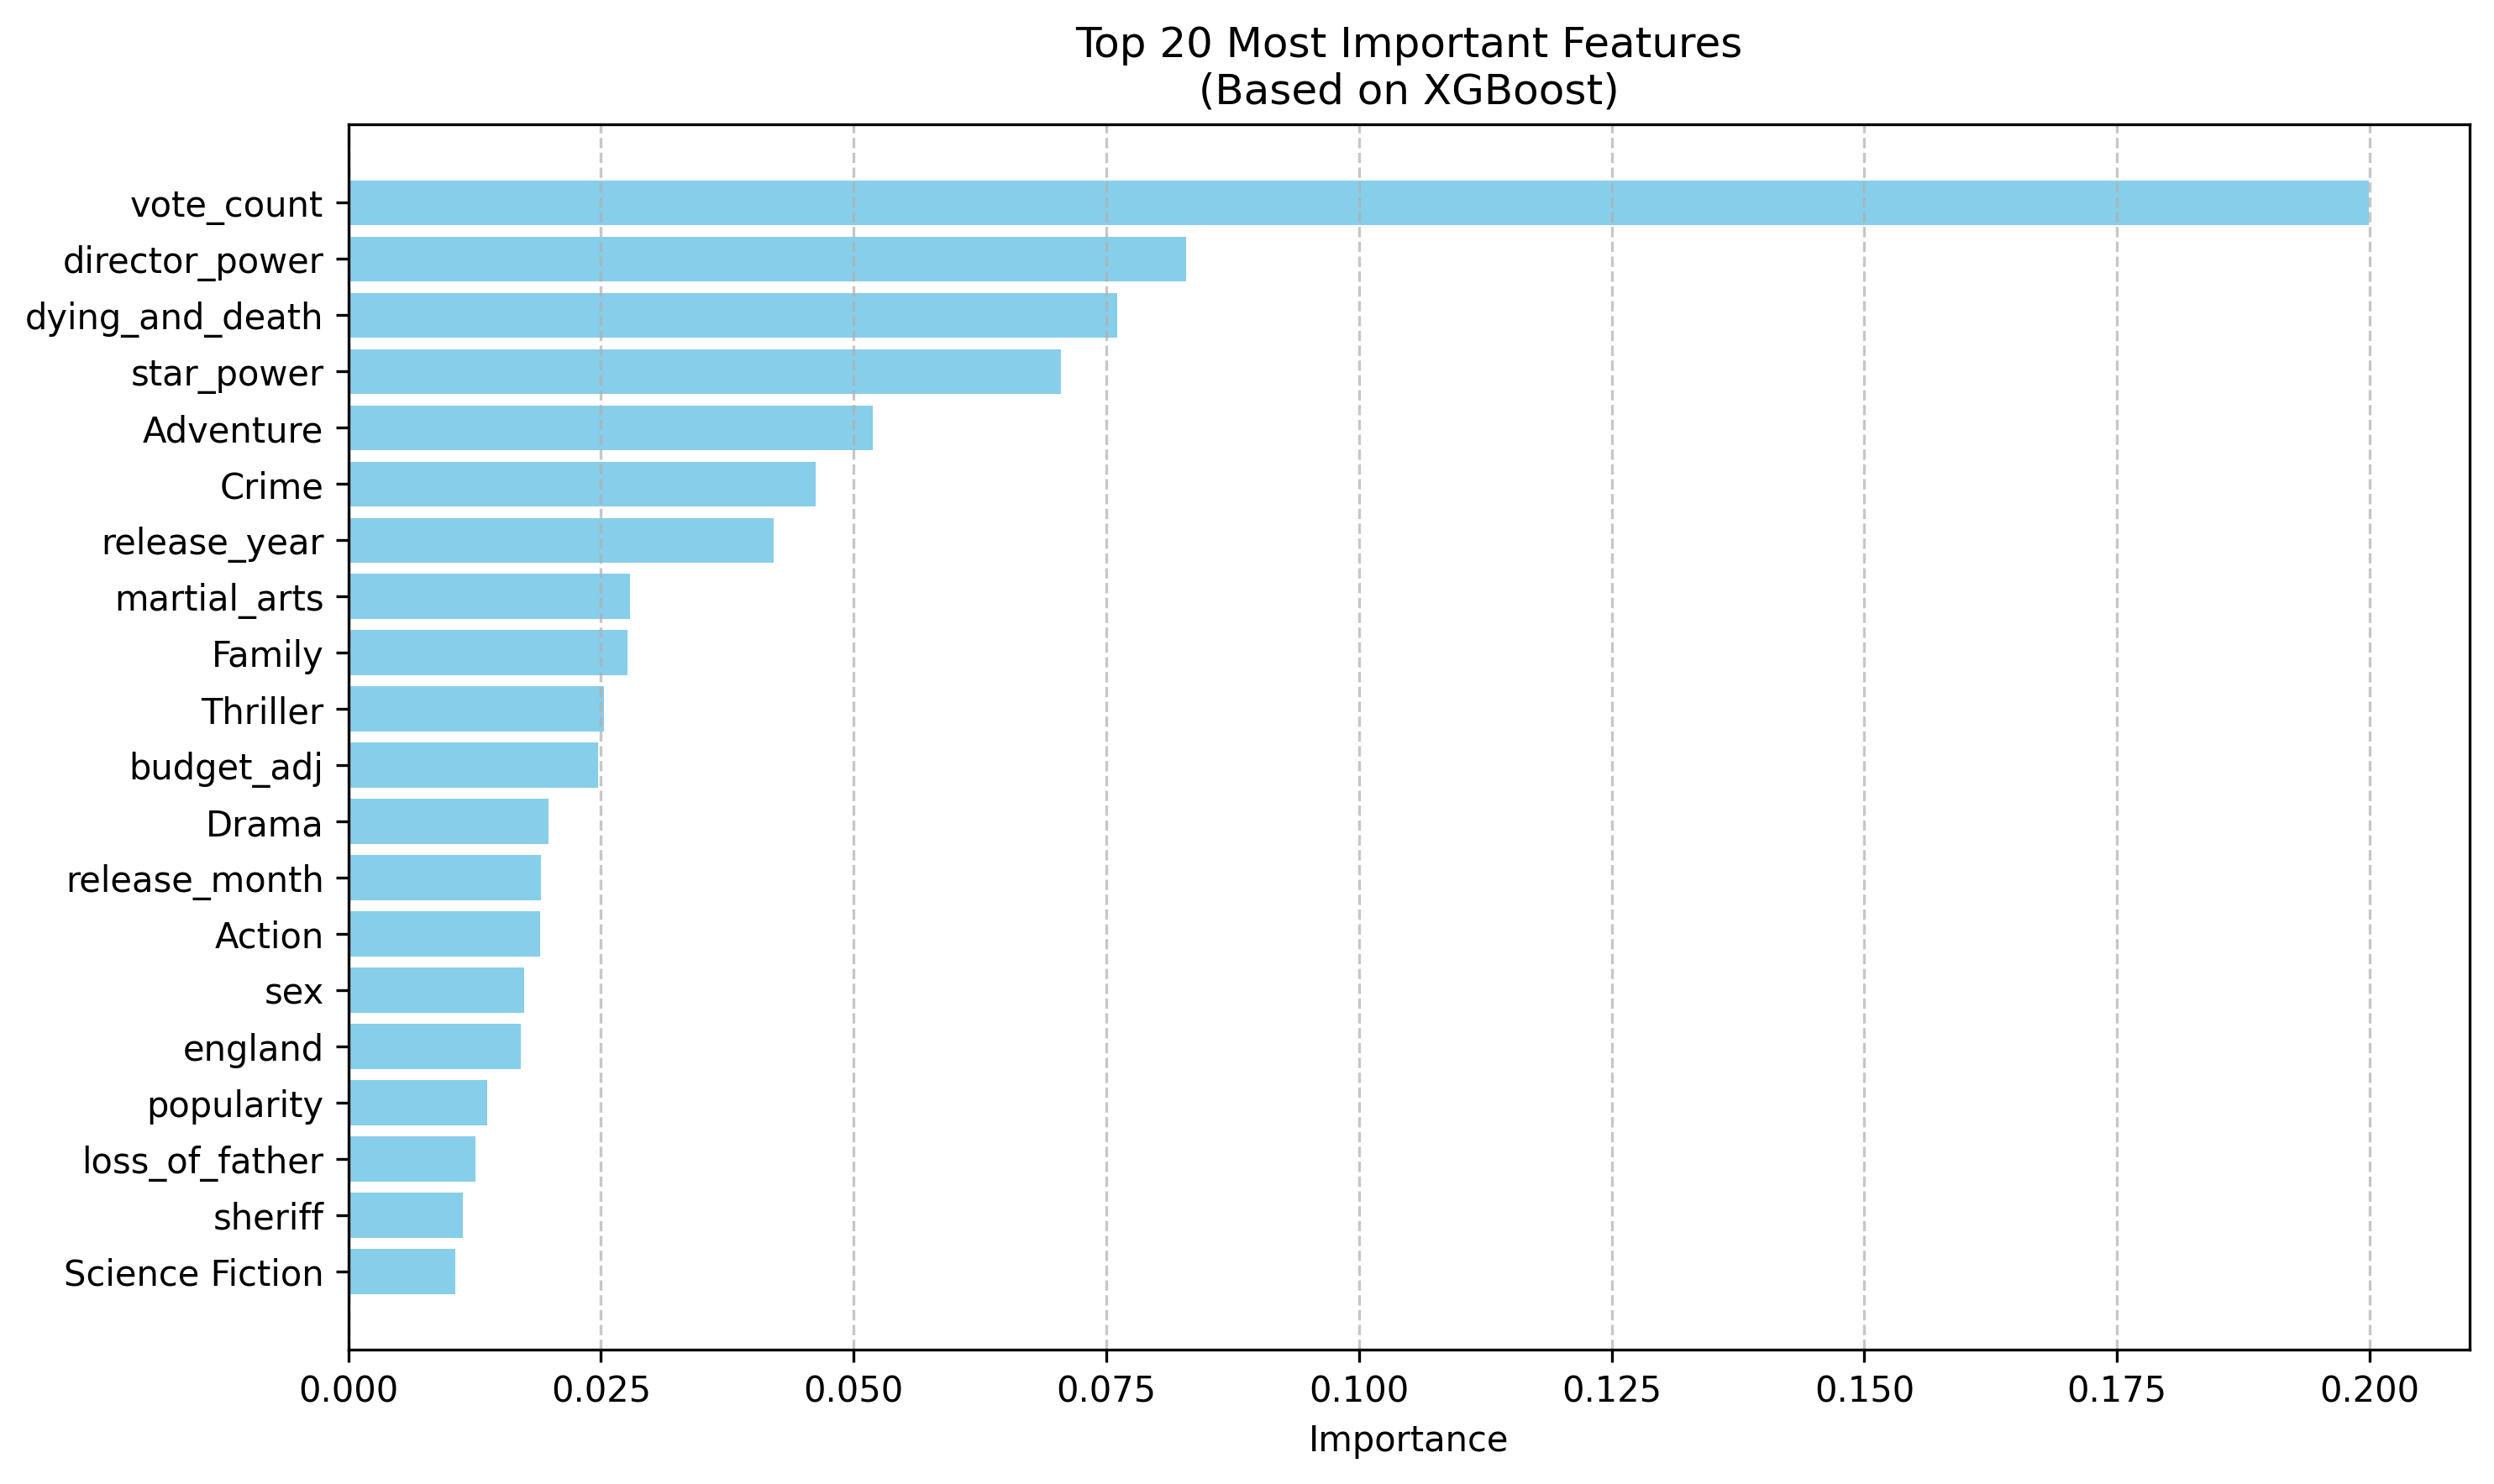 Top 20 Most Important Features
(Based on XGBoost)
vote_count
director_power
dying_and_death
star_power
Adventure
Crime
release_year
martial_arts
Family
Thriller
budget_adj
Drama
release_month
Action
sex
england
popularity
loss_of_father
sheriff
Science Fiction
0.000 0.025 0.050 0.075 0.100 0.125 0.150 0.175 0.200
Importance